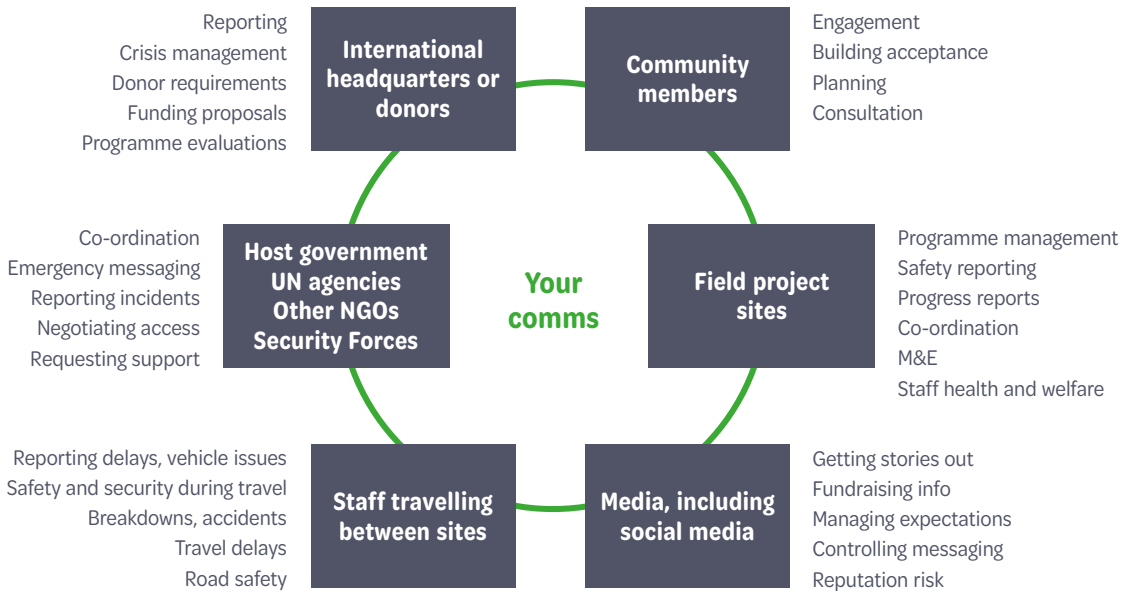 Reporting
Crisis management
Donor requirements
Funding proposals
Programme evaluations
International
headquarters or
donors
Community
members
Engagement
Building acceptance
Planning
Consultation
Co-ordination
Emergency messaging
Reporting incidents
Negotiating access
Requesting support
Host government
UN agencies
Other NGOs
Security Forces
Your
comms
Field project
sites
Programme management
Safety reporting
Progress reports
Co-ordination
M&E
Staff health and welfare
Reporting delays, vehicle issues
Safety and security during travel
Breakdowns, accidents
Travel delays
Road safety
Staff travelling
between sites
Media, including
social media
Getting stories out
Fundraising info
Managing expectations
Controlling messaging
Reputation risk